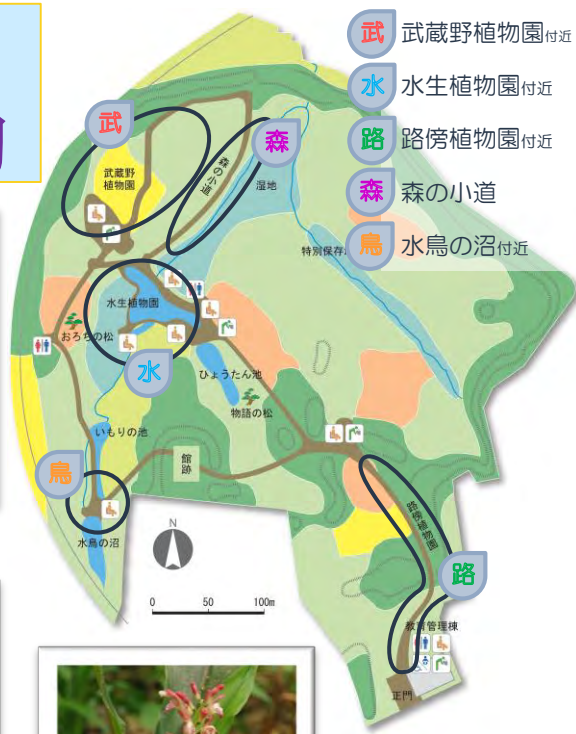 武 武蔵野植物園付近
水 水生植物園付近
路 路傍植物園付近
森 森の小道
鳥 水鳥の沼付近
武
森
武蔵野
植物園
森の小道
湿地
水生植物園
おろちの松
水
ひょうたん池
物語の松
いもりの池
館
跡
鳥
水鳥の沼
N
0 50 100m
路傍植物園
路
教育管理棟
正門